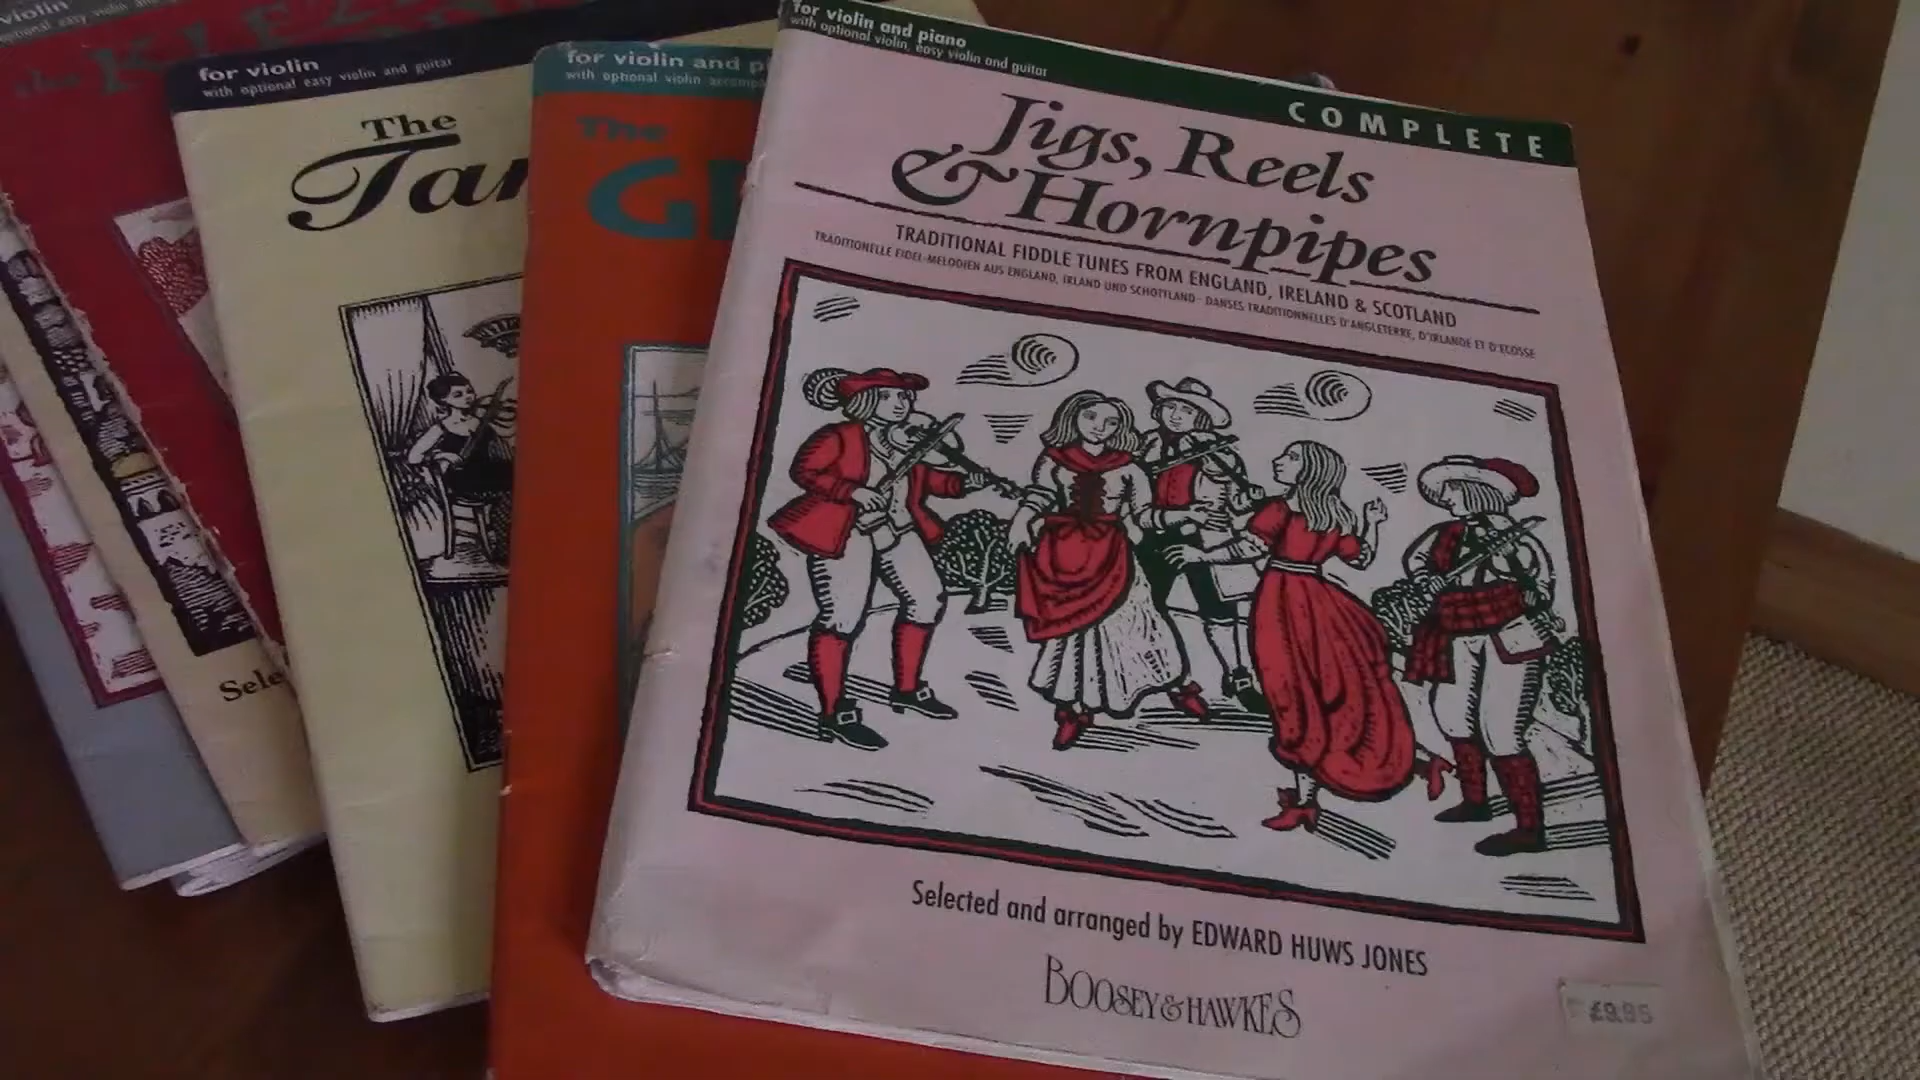 violin
for violin
with optional easy violin and guitar
The
Tan
for violin and
with optional violin
The
for violin and piano
with optional violin, easy violin and guitar
COMPLETE
Jigs, Reels
& Hornpipes
TRADITIONAL FIDDLE TUNES FROM ENGLAND, IRELAND & SCOTLAND
TRADITIONELLE FIDEL-MELODIEN AUS ENGLAND, IRLAND UND SCHOTTLAND · DANSES TRADITIONNELLES D'ANGLETERRE, D'IRLANDE ET D'ECOSSE
Selected and arranged by EDWARD HUWS JONES
BOOSEY & HAWKES
£9.95
Sele